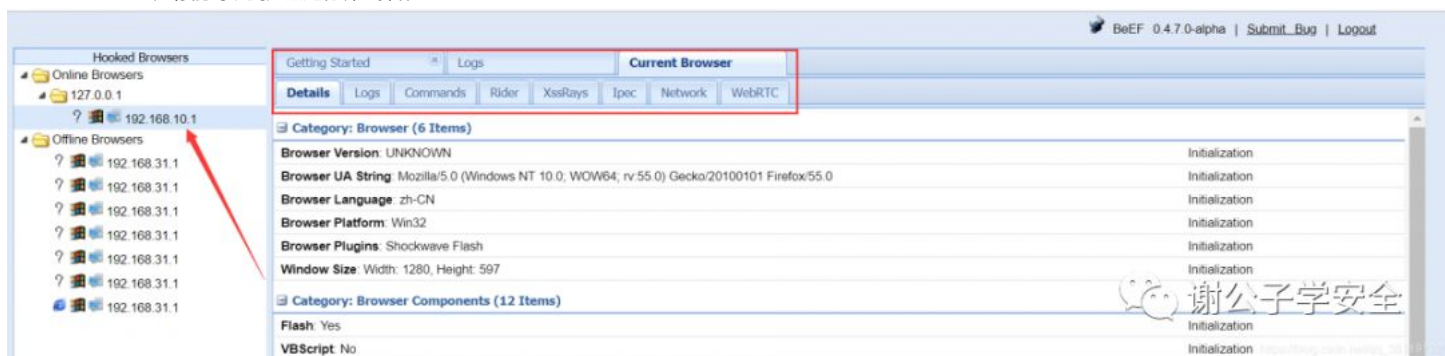 BeEF 0.4.7.0-alpha | Submit Bug | Logout
Hooked Browsers
Online Browsers
127.0.0.1
? 192.168.10.1
Offline Browsers
? 192.168.31.1
? 192.168.31.1
? 192.168.31.1
? 192.168.31.1
? 192.168.31.1
? 192.168.31.1
192.168.31.1
Getting Started Logs Current Browser
Details Logs Commands Rider XssRays Ipec Network WebRTC
Category: Browser (6 Items)
Browser Version: UNKNOWN Initialization
Browser UA String: Mozilla/5.0 (Windows NT 10.0; WOW64; rv:55.0) Gecko/20100101 Firefox/55.0 Initialization
Browser Language: zh-CN Initialization
Browser Platform: Win32 Initialization
Browser Plugins: Shockwave Flash Initialization
Window Size: Width: 1280, Height: 597 Initialization
Category: Browser Components (12 Items)
Flash: Yes Initialization
VBScript: No Initialization
谢公子学安全